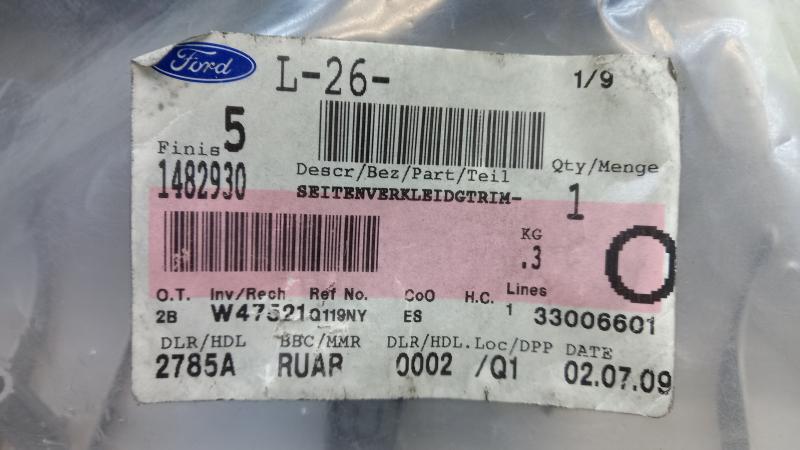 Ford L-26- 1/9
Finis 5
1482930
Descr/Bez/Part/Teil Qty/Menge
SEITENVERKLEIDGTRIM- 1
KG
.3
O.T. Inv/Rech Ref No. CoO H.C. Lines
2B W47521 Q119NY ES 1 33006601
DLR/HDL BBC/MMR DLR/HDL.Loc/DPP DATE
2785A RUAR 0002 /Q1 02.07.09